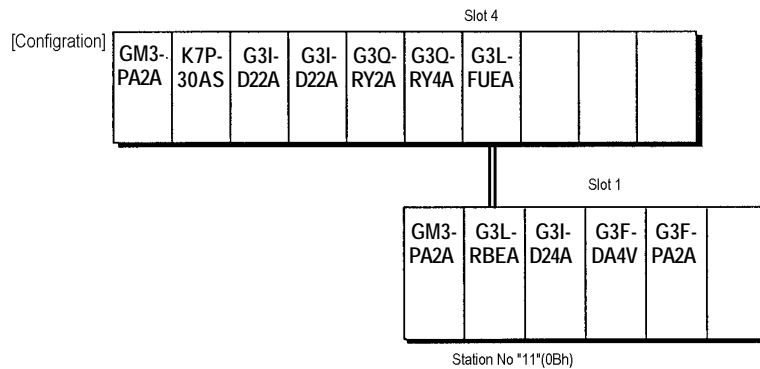 Slot 4
[Configration]
GM3-PA2A K7P-30AS G3I-D22A G3I-D22A G3Q-RY2A G3Q-RY4A G3L-FUEA
Slot 1
GM3-PA2A G3L-RBEA G3I-D24A G3F-DA4V G3F-PA2A
Station No "11"(0Bh)